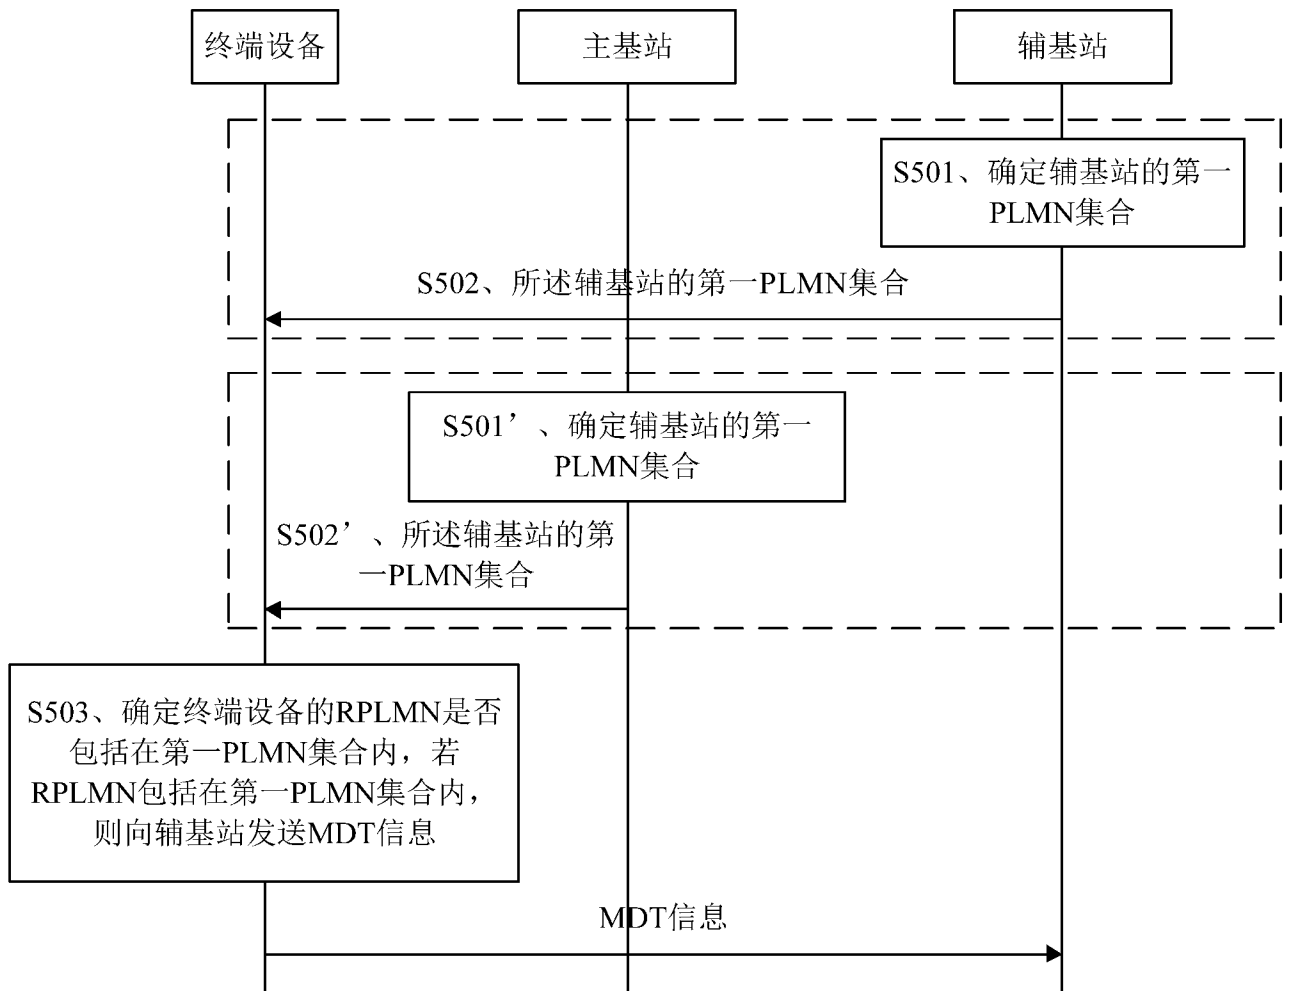 终端设备
主基站
辅基站
S501、确定辅基站的第一
PLMN集合
S502、所述辅基站的第一PLMN集合
S501’、确定辅基站的第一
PLMN集合
S502’、所述辅基站的第
一PLMN集合
S503、确定终端设备的RPLMN是否
包括在第一PLMN集合内，若
RPLMN包括在第一PLMN集合内，
则向辅基站发送MDT信息
MDT信息